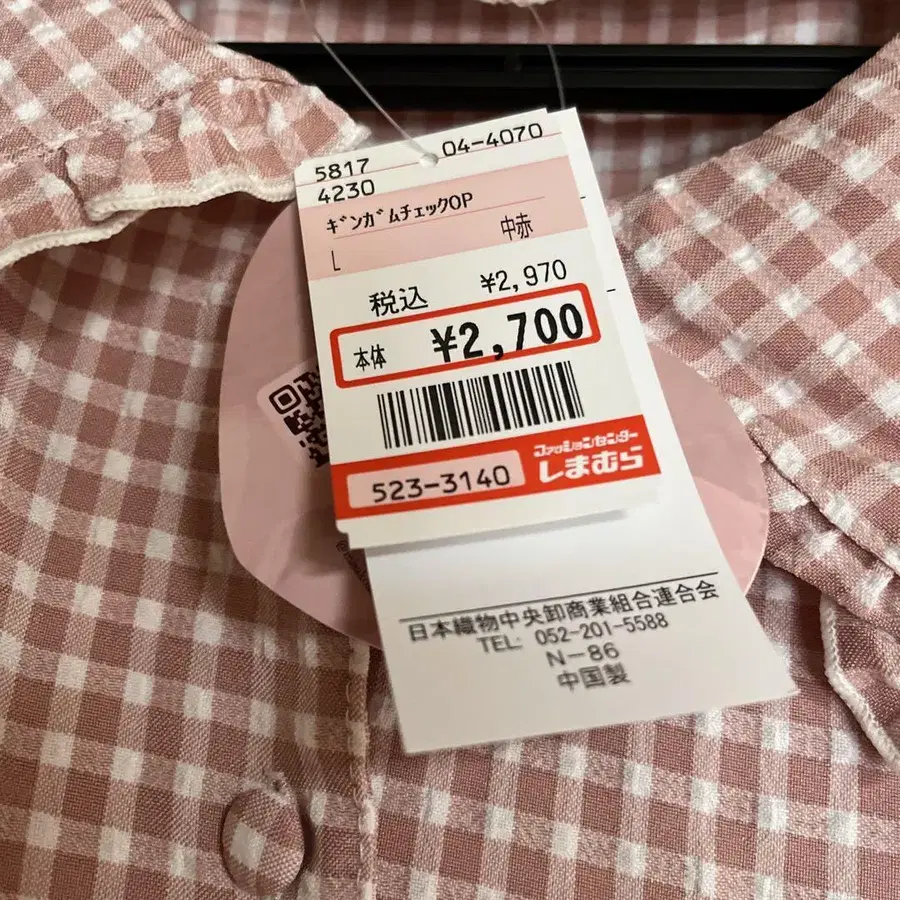 5817 04-4070
4230
ｷﾞﾝｶﾞﾑﾁｪｯｸOP
L 中赤
税込 ¥2,970
本体 ¥2,700
N-8
ファッションセンター
しまむら
523-3140
日本織物中央卸商業組合連合会
TEL: 052-201-5588
N-86
中国製